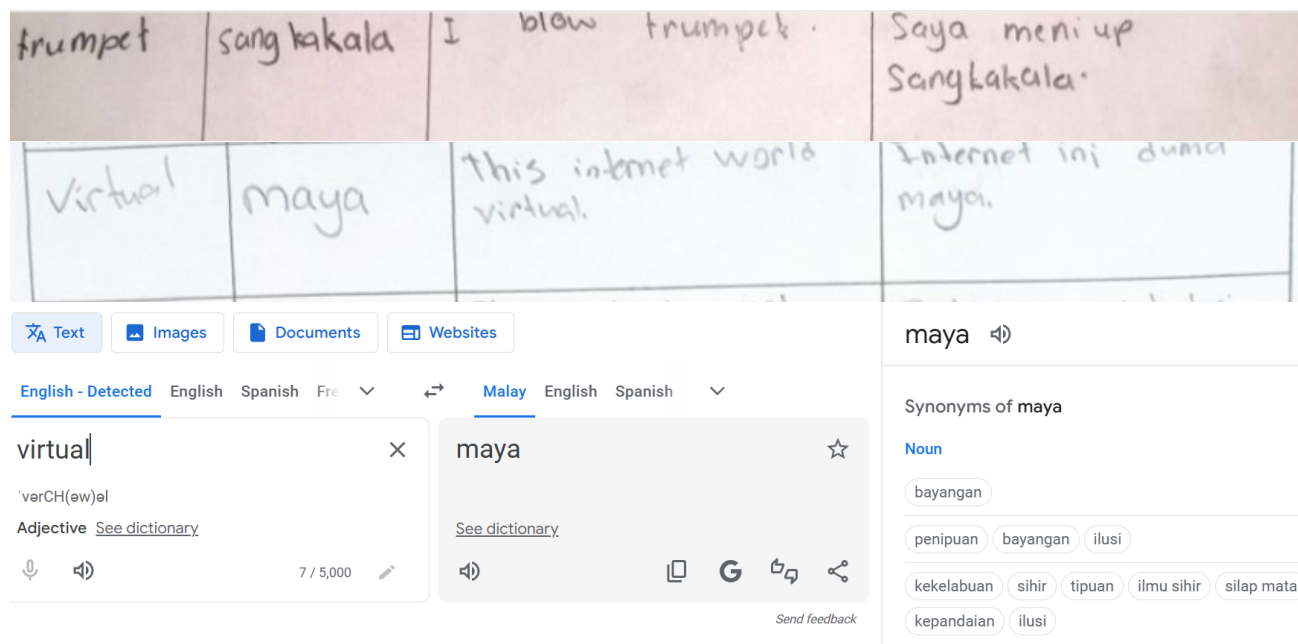 trumpet
sangkakala
I blow trumpet.
Saya meniup
Sangkakala.
Virtual
maya
This internet world
virtual.
Internet ini dunia
maya.
Text
Images
Documents
Websites
English - Detected
English
Spanish
Fre
Malay
English
Spanish
virtual
ˈvərCH(əw)əl
Adjective See dictionary
7 / 5,000
maya
See dictionary
Send feedback
maya
Synonyms of maya
Noun
bayangan
penipuan bayangan ilusi
kekelabuan sihir tipuan ilmu sihir silap mata
kepandaian ilusi